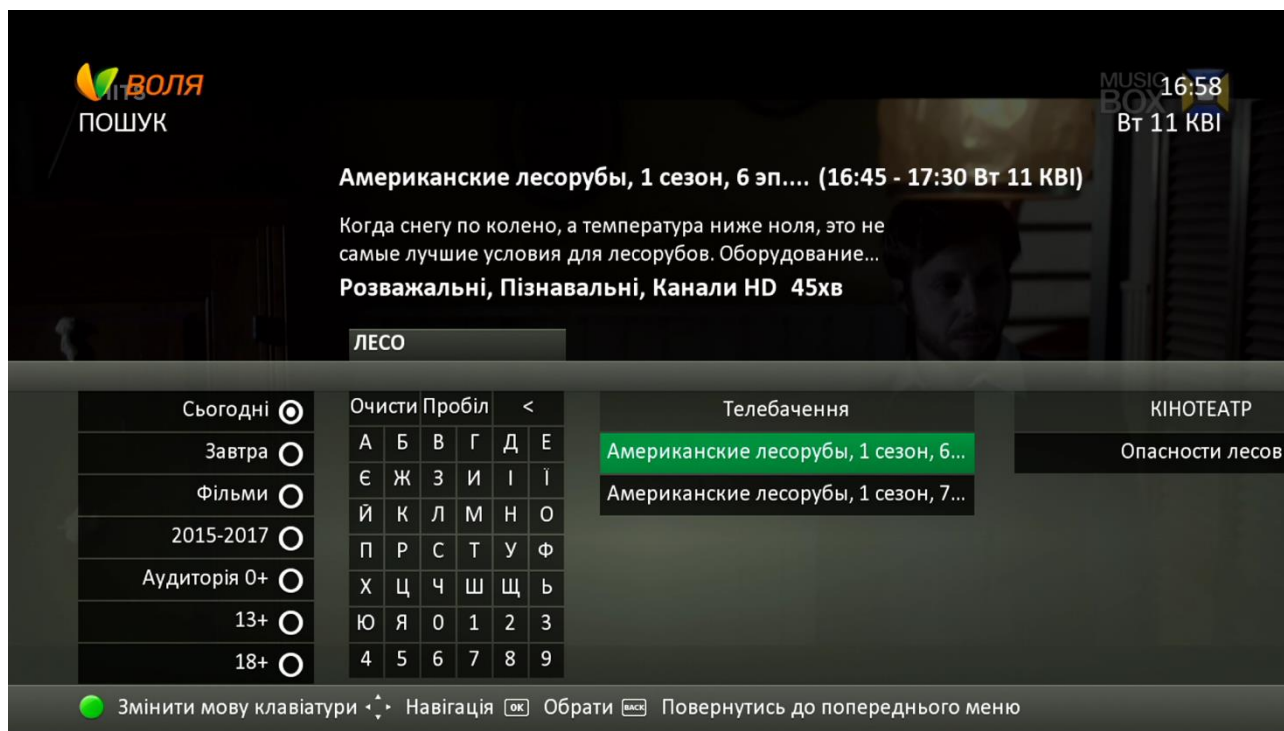 ВОЛЯ
HITS
ПОШУК
MUSIC
BOX
16:58
Вт 11 КВІ
Американские лесорубы, 1 сезон, 6 эп.... (16:45 - 17:30 Вт 11 КВІ)
Когда снегу по колено, а температура ниже ноля, это не
самые лучшие условия для лесорубов. Оборудование...
Розважальні, Пізнавальні, Канали HD 45хв
ЛЕСО
Сьогодні
Завтра
Фільми
2015-2017
Аудиторія 0+
13+
18+
Очисти Пробіл <
А Б В Г Д Е
Є Ж З И І Ї
Й К Л М Н О
П Р С Т У Ф
Х Ц Ч Ш Щ Ь
Ю Я 0 1 2 3
4 5 6 7 8 9
Телебачення
Американские лесорубы, 1 сезон, 6...
Американские лесорубы, 1 сезон, 7...
КІНОТЕАТР
Опасности лесов
Змінити мову клавіатури Навігація OK Обрати BACK Повернутись до попереднього меню